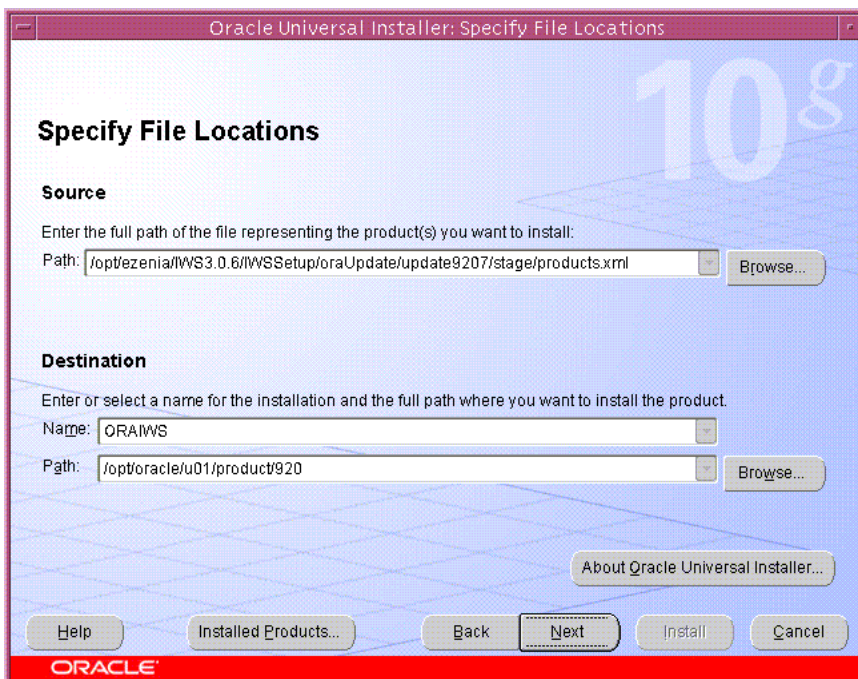 Oracle Universal Installer: Specify File Locations
10g
Specify File Locations
Source
Enter the full path of the file representing the product(s) you want to install:
Path: /opt/ezenia/IWS3.0.6/IWSSetup/oraUpdate/update9207/stage/products.xml Browse...
Destination
Enter or select a name for the installation and the full path where you want to install the product.
Name: ORAIWS
Path: /opt/oracle/u01/product/920 Browse...
About Oracle Universal Installer...
Help Installed Products... Back Next Install Cancel
ORACLE